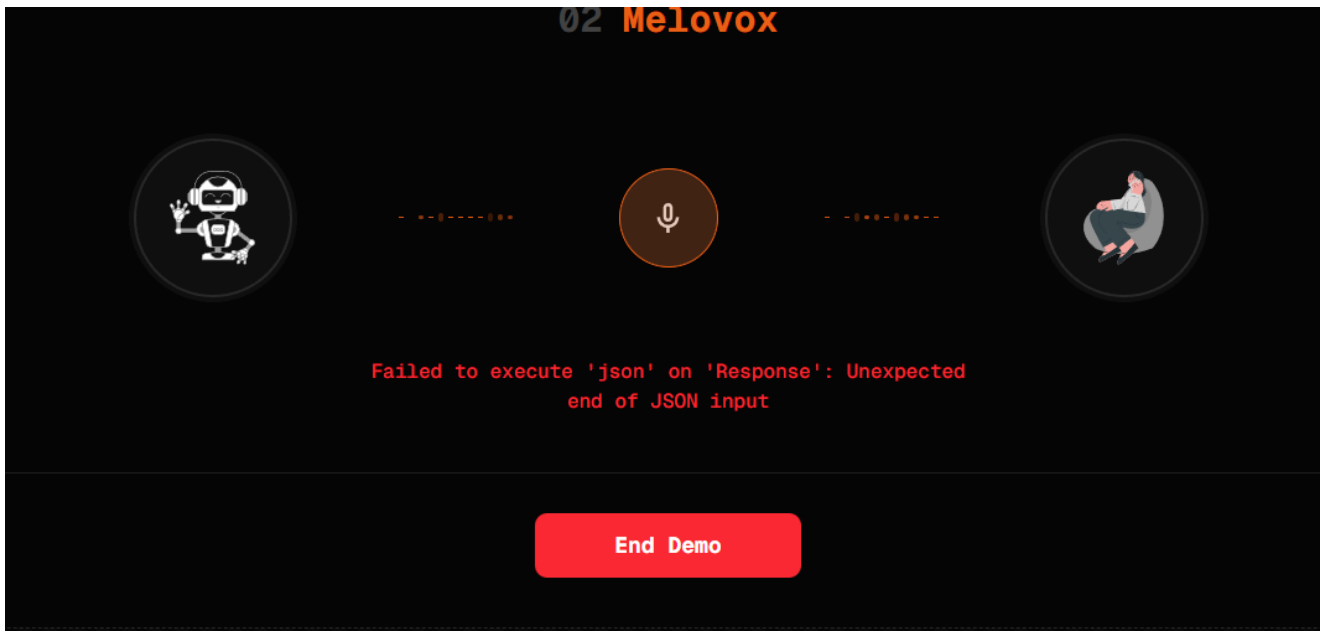 02 Melovox
Failed to execute 'json' on 'Response': Unexpected
end of JSON input
End Demo